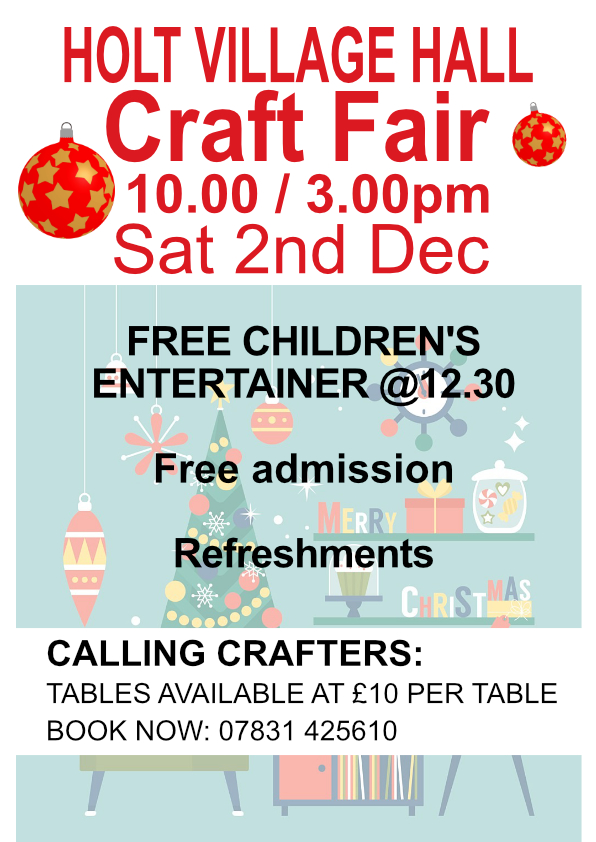 HOLT VILLAGE HALL
Craft Fair
10.00 / 3.00pm
Sat 2nd Dec
FREE CHILDREN'S
ENTERTAINER @12.30
Free admission
MERRY
Refreshments
CHRISTMAS
CALLING CRAFTERS:
TABLES AVAILABLE AT £10 PER TABLE
BOOK NOW: 07831 425610